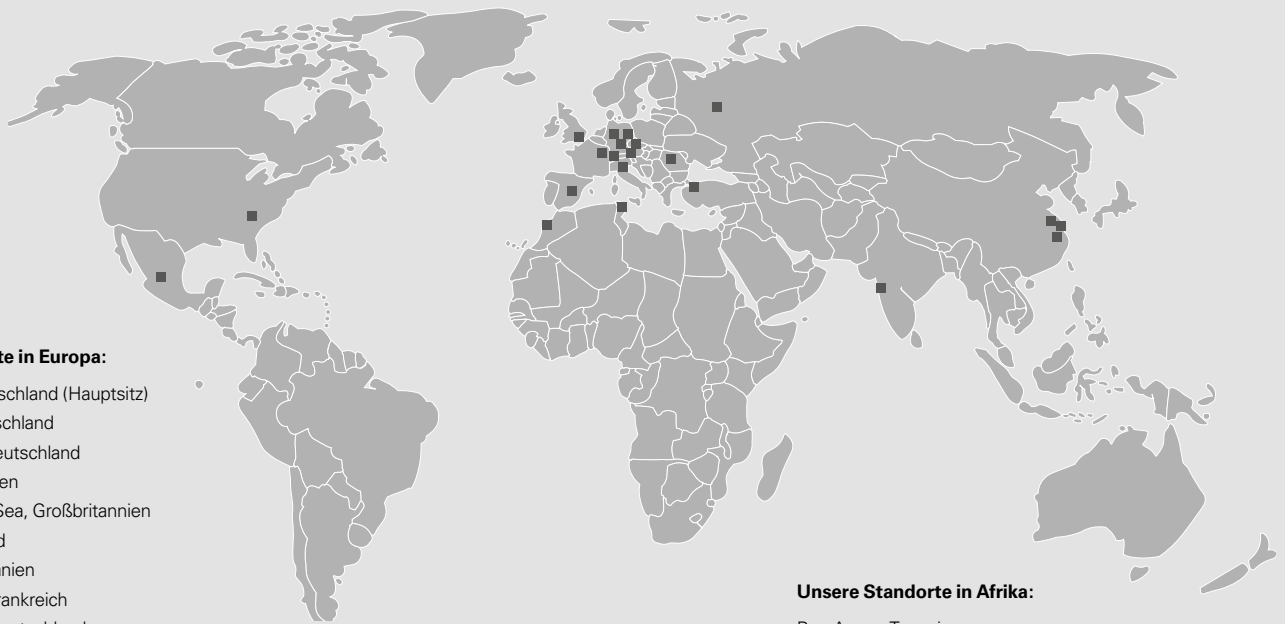 te in Europa:
schland (Hauptsitz)
schland
eutschland
en
Sea, Großbritannien
d
nien
rankreich
Unsere Standorte in Afrika: